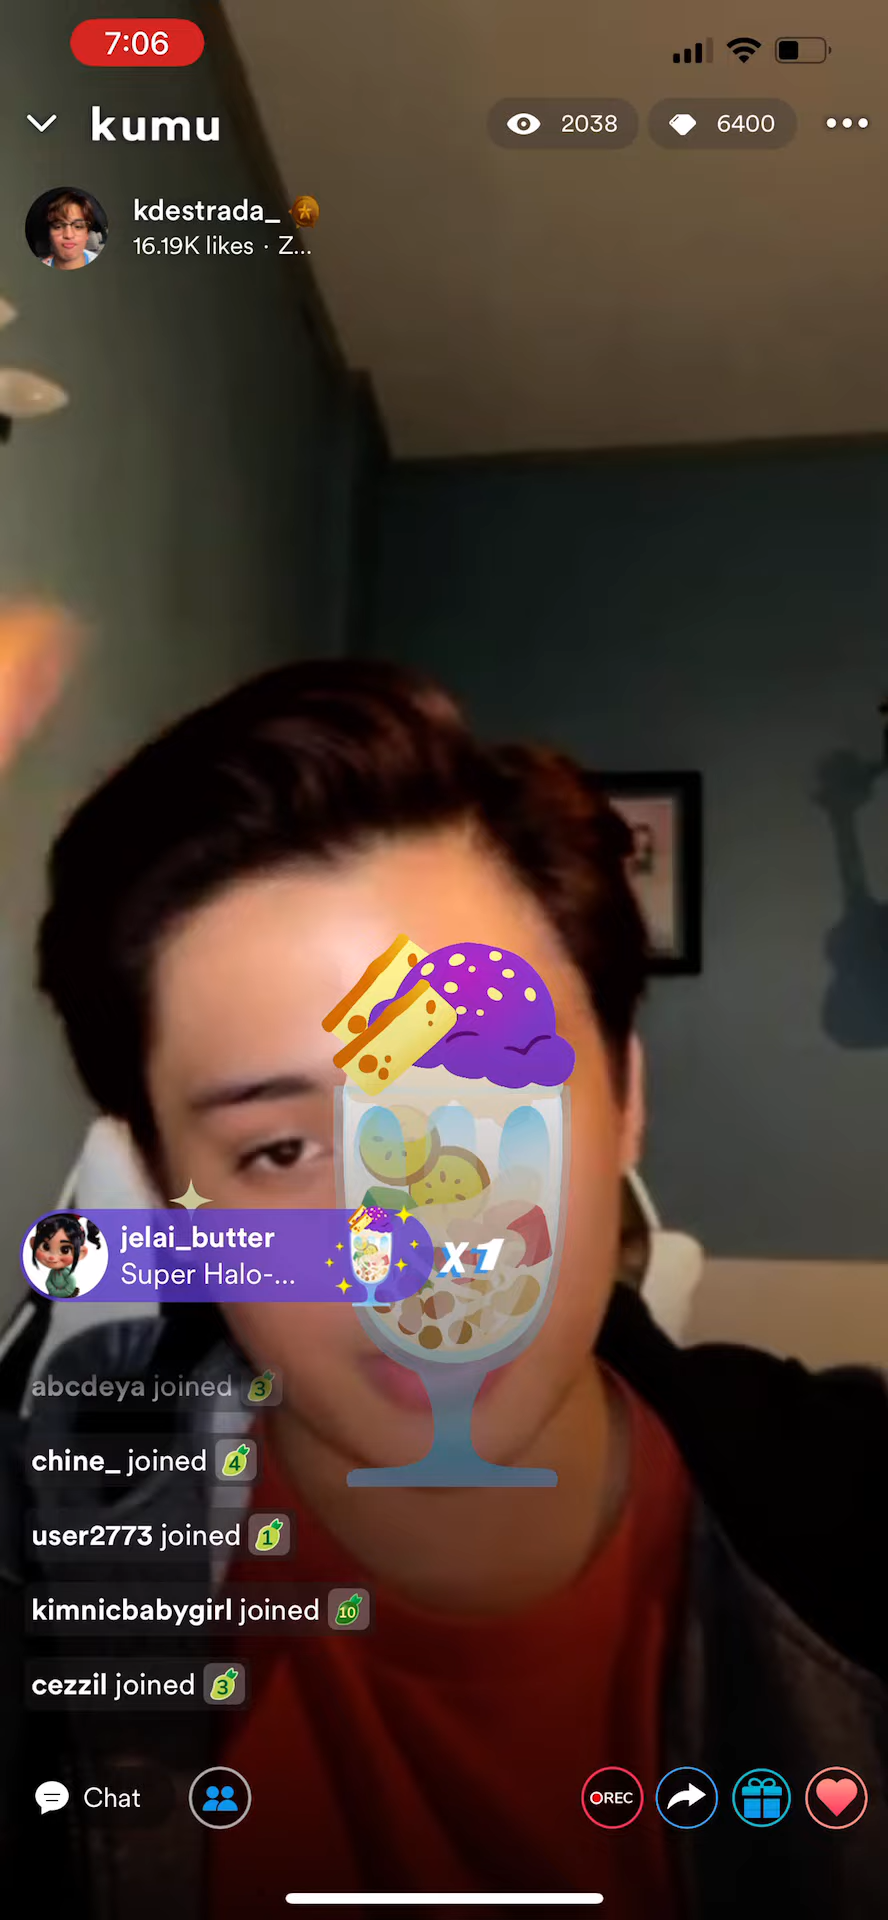 7:06
kumu
2038
6400
kdestrada_
16.19K likes · Z...
jelai_butter
Super Halo-...
x1
abcdeya joined 3
chine_ joined 4
user2773 joined 1
kimnicbabygirl joined 10
cezzil joined 3
Chat
REC